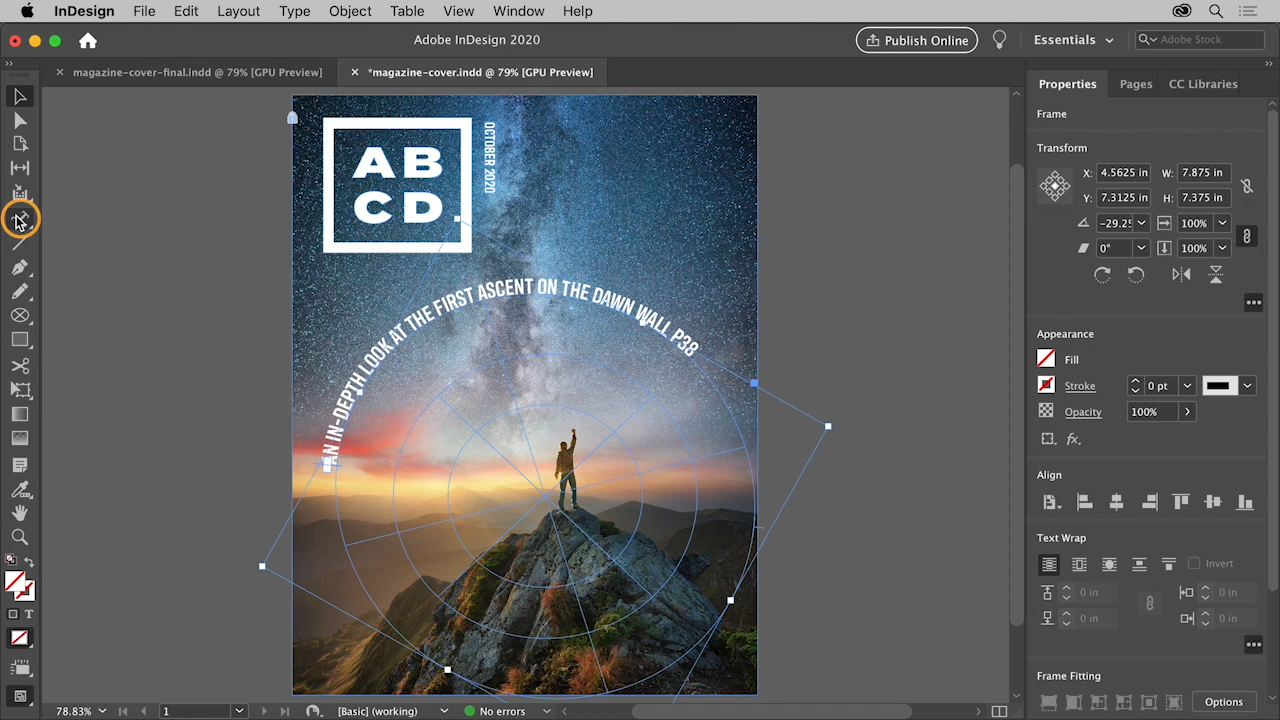 InDesign File Edit Layout Type Object Table View Window Help
Adobe InDesign 2020
Publish Online
Essentials
Adobe Stock
magazine-cover-final.indd @ 79% [GPU Preview]
*magazine-cover.indd @ 79% [GPU Preview]
ABCD.
OCTOBER 2020
AN IN-DEPTH LOOK AT THE FIRST ASCENT ON THE DAWN WALL P38
T
Properties Pages CC Libraries
Frame
Transform
X: 4.5625 in W: 7.875 in
Y: 7.3125 in H: 7.375 in
100%
0° 100%
Appearance
Fill
Stroke 0 pt
Opacity 100%
fx.
Align
Text Wrap
Invert
0 in 0 in
0 in 0 in
Frame Fitting
Options
78.83% 1 [Basic] (working) No errors